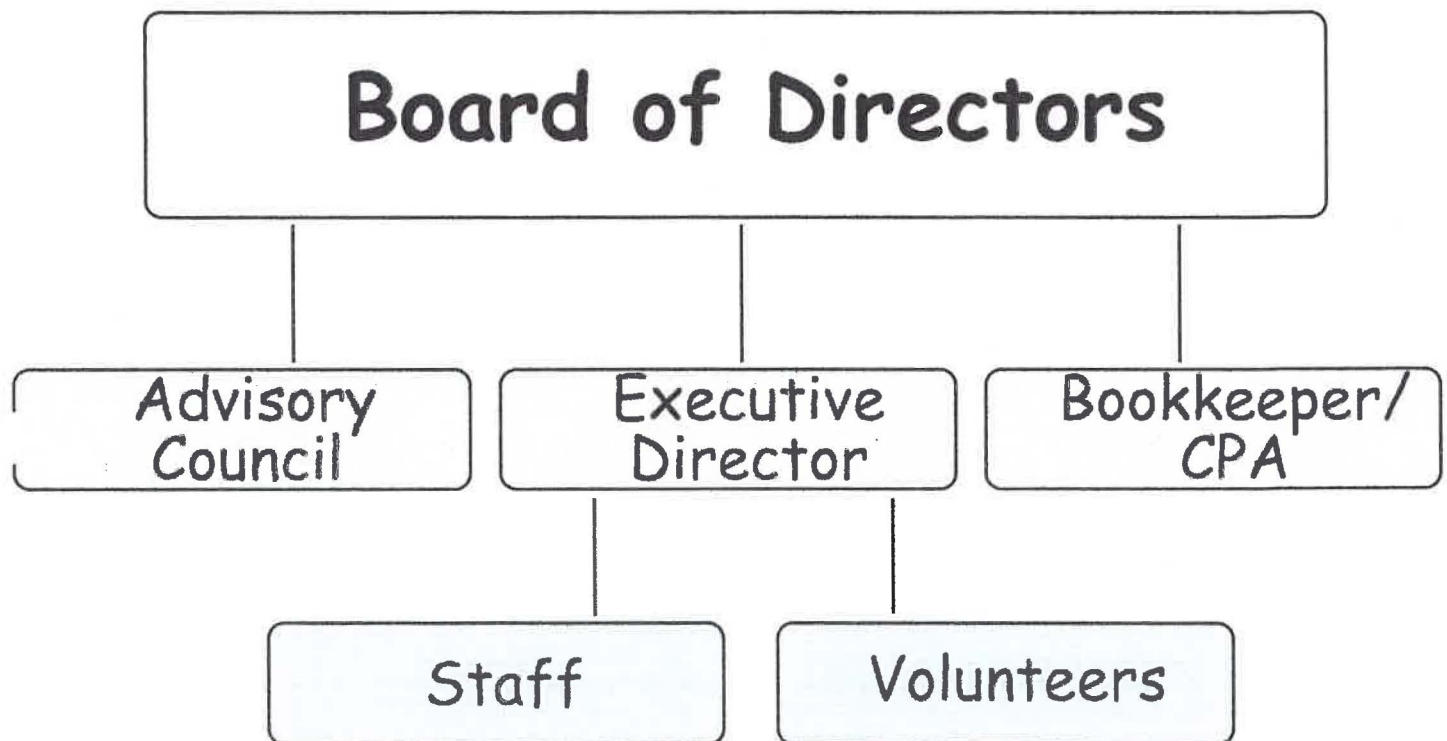 Board of Directors
Advisory
Council
Executive
Director
Bookkeeper/
CPA
Staff
Volunteers